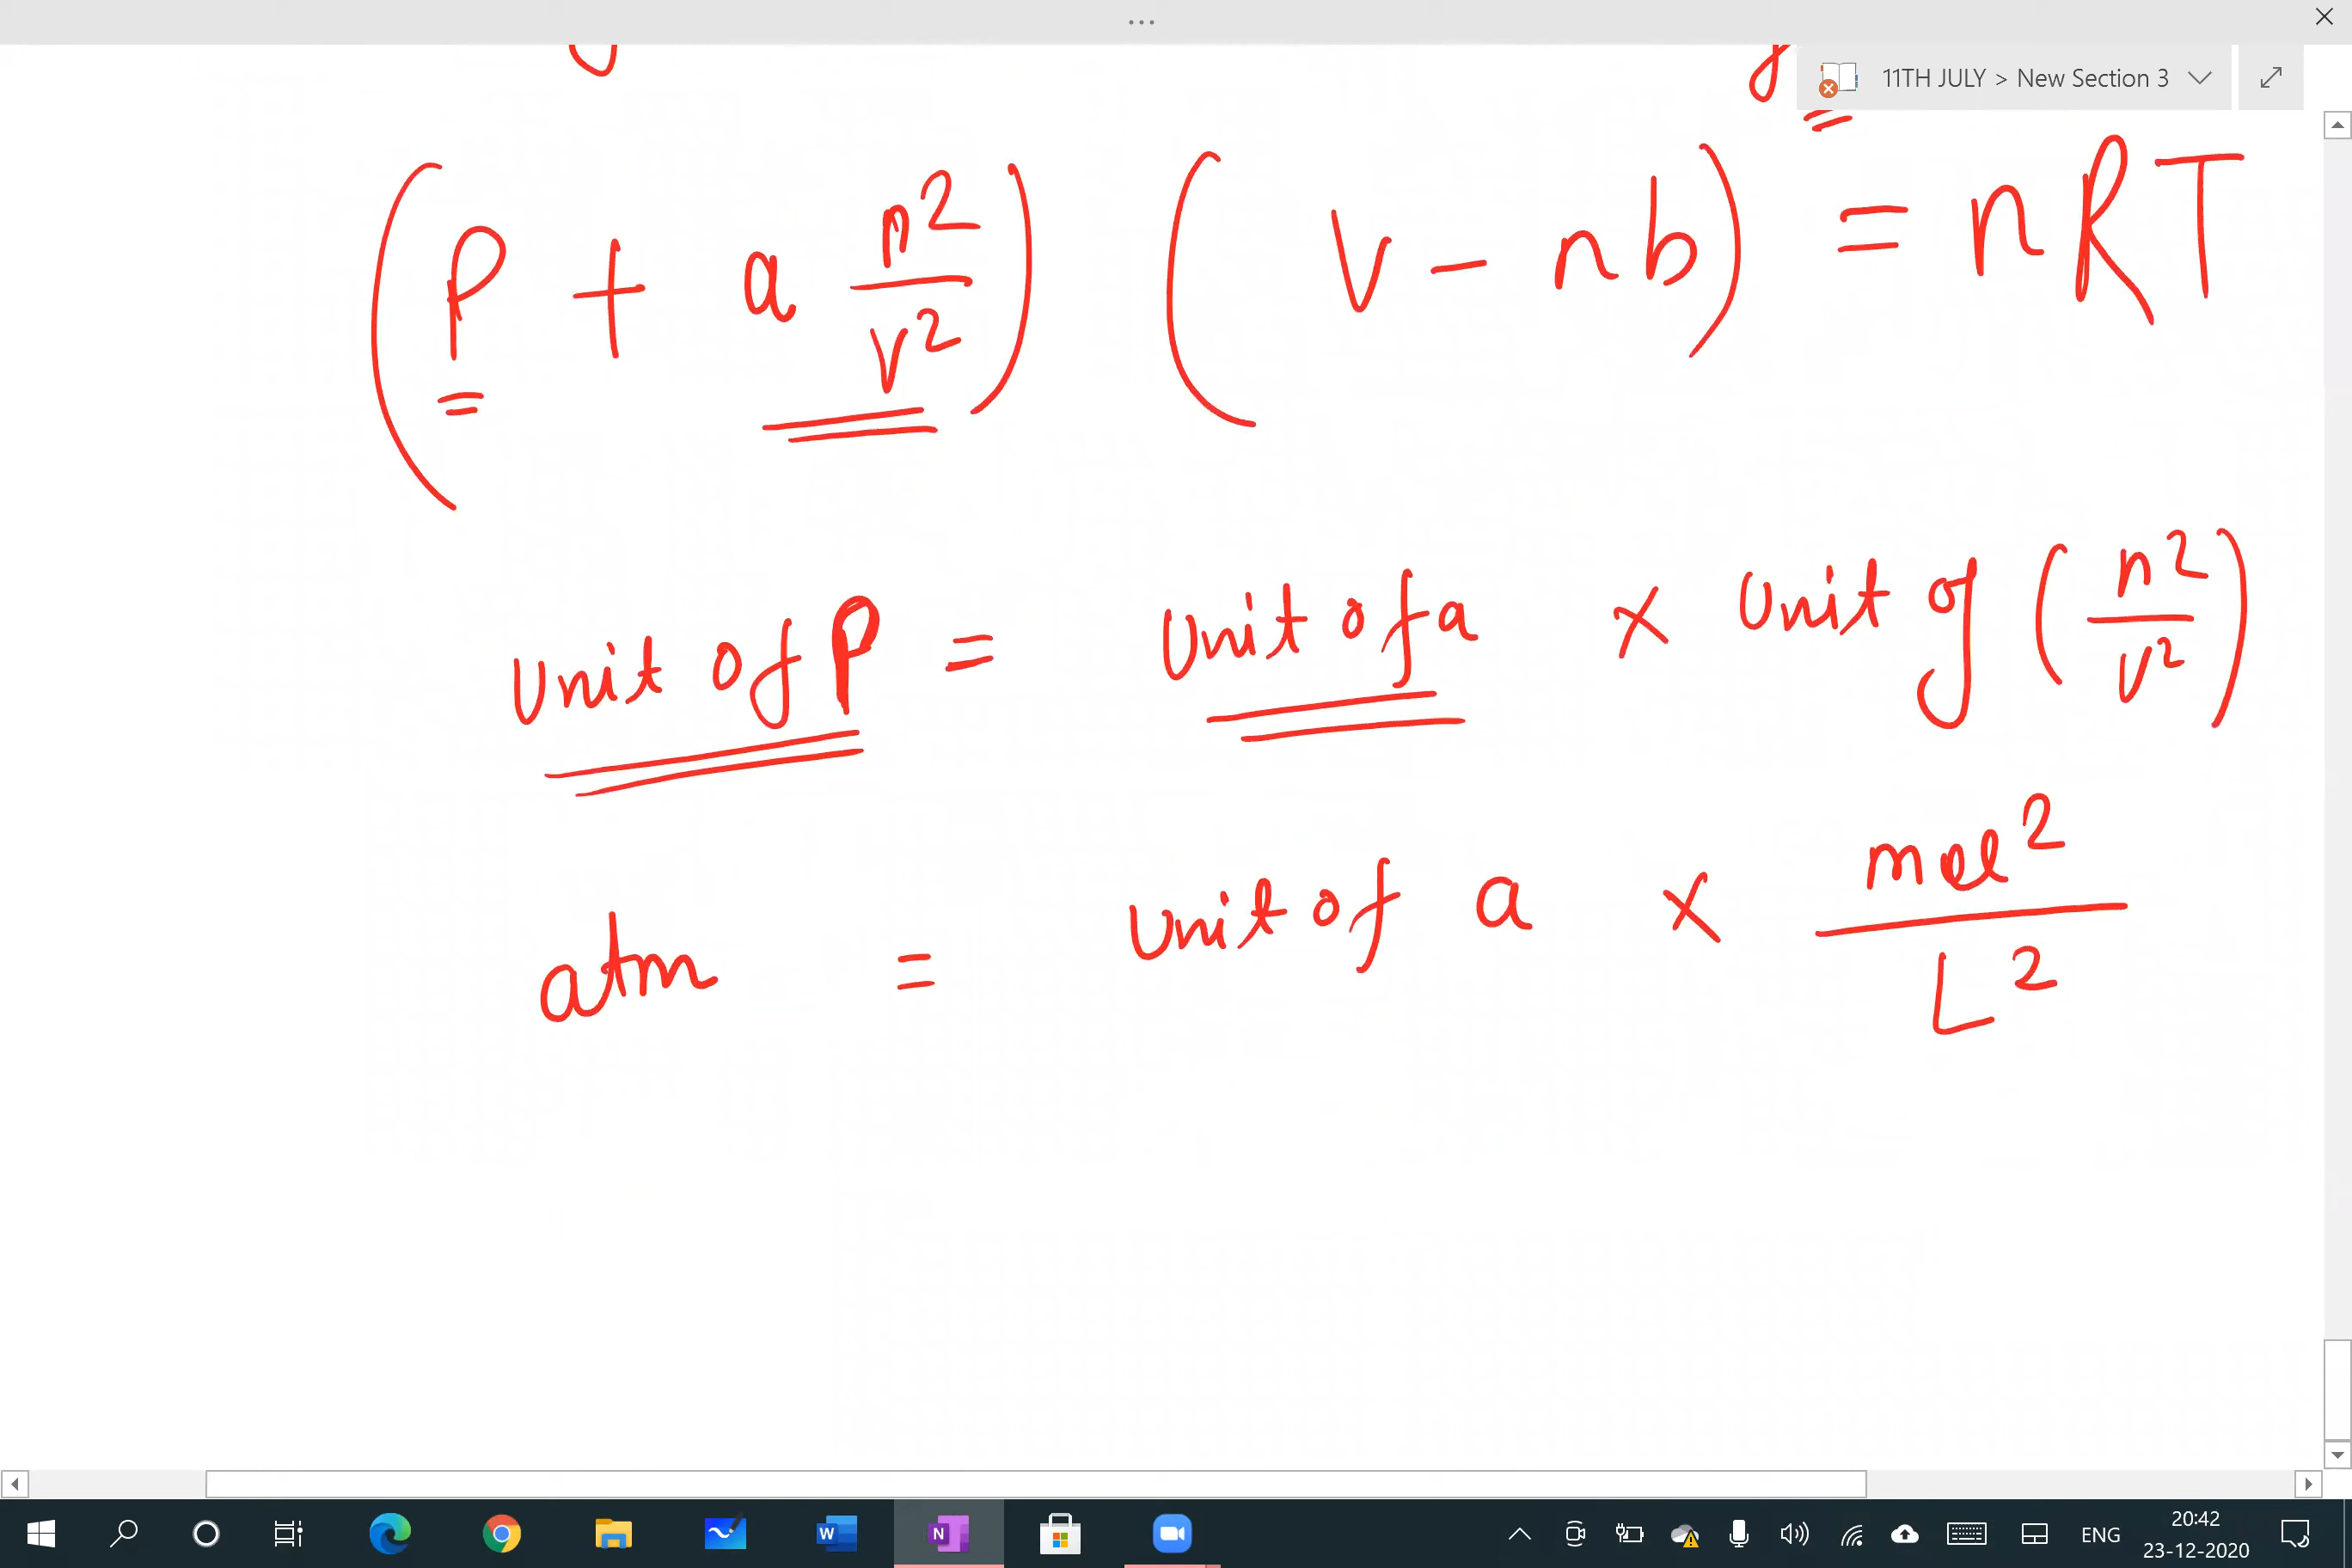 11TH JULY > New Section 3
(P + a n²/V²) (V - nb) = nRT
Unit of P = Unit of a × Unit of (n²/V²)
atm = Unit of a × mol²/L²
ENG
20:42
23-12-2020